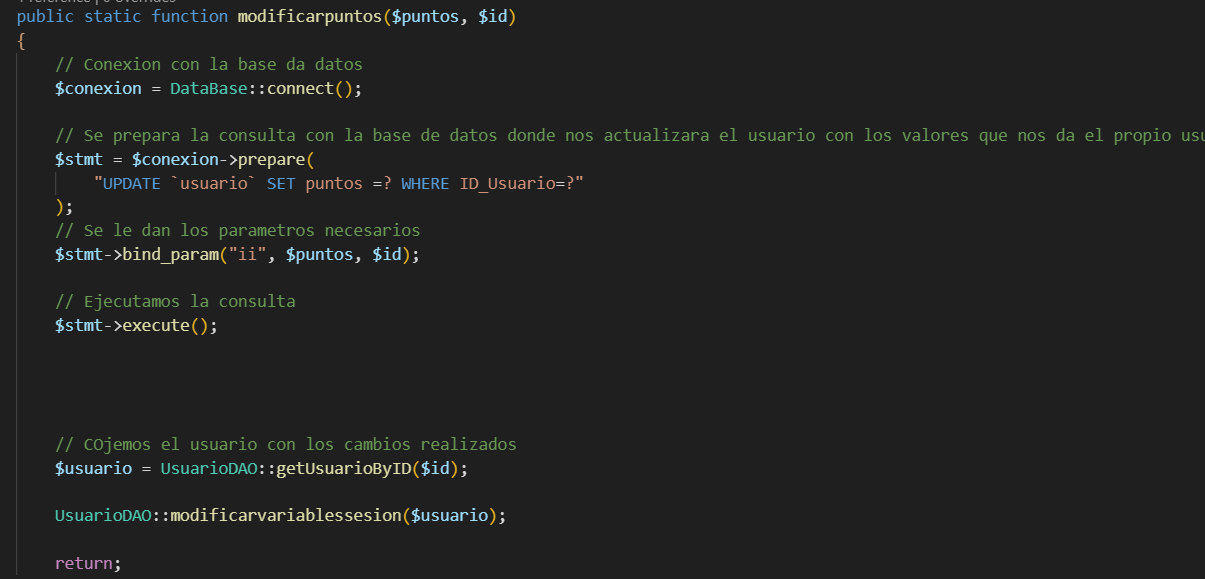 public static function modificarpuntos($puntos, $id)
{
// Conexion con la base da datos
$conexion = DataBase::connect();
// Se prepara la consulta con la base de datos donde nos actualizara el usuario con los valores que nos da el propio usu
$stmt = $conexion->prepare(
"UPDATE `usuario` SET puntos =? WHERE ID_Usuario=?"
);
// Se le dan los parametros necesarios
$stmt->bind_param("ii", $puntos, $id);
// Ejecutamos la consulta
$stmt->execute();
// COjemos el usuario con los cambios realizados
$usuario = UsuarioDAO::getUsuarioByID($id);
UsuarioDAO::modificarvariablessesion($usuario);
return;